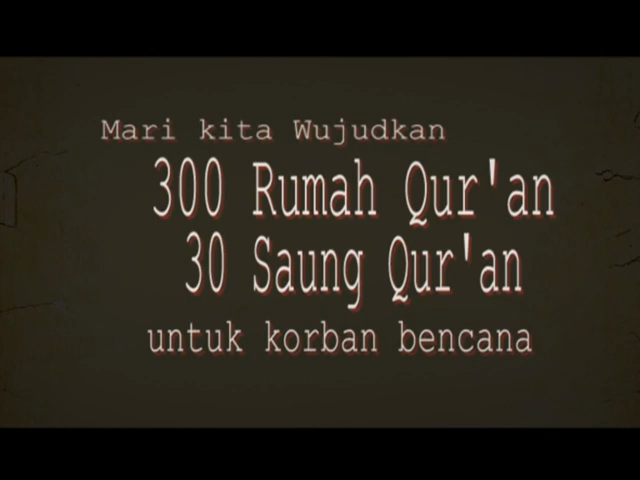 Mari kita Wujudkan
300 Rumah Qur'an
30 Saung Qur'an
untuk korban bencana